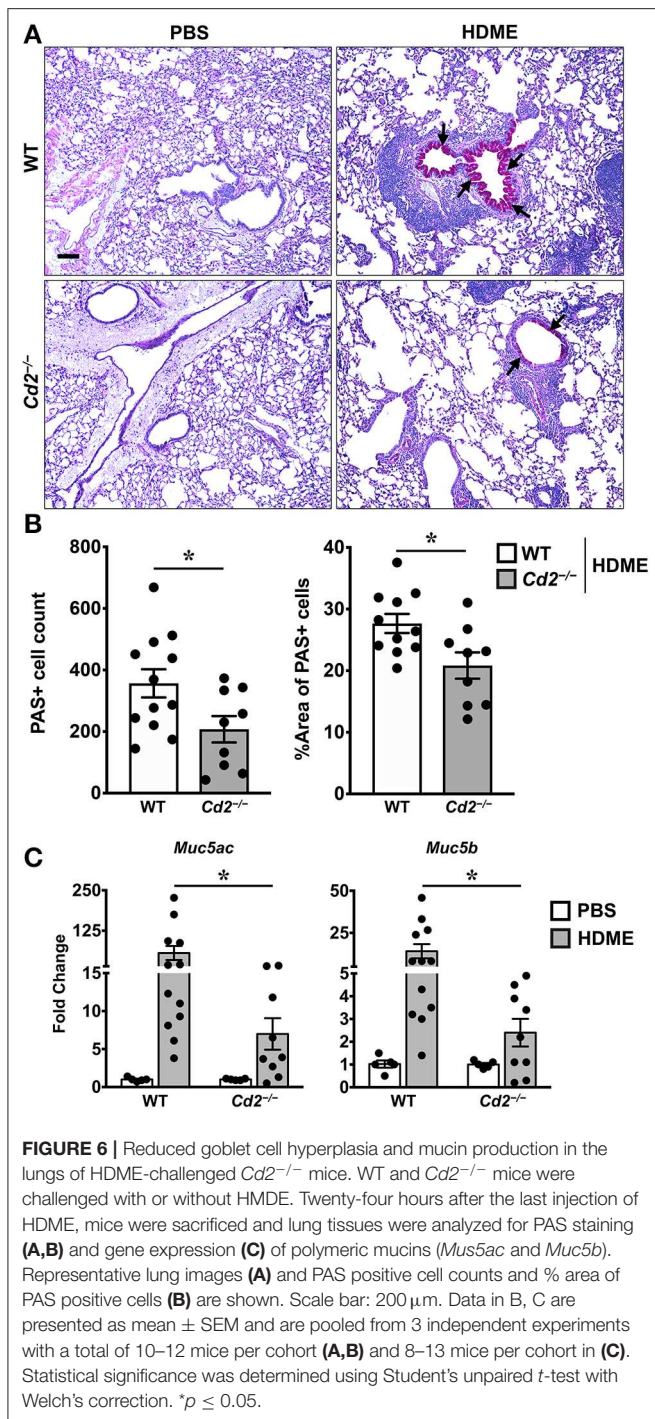 A
PBS
HDME
WT
Cd2−/−
B
PAS+ cell count
800
600
400
200
0
WT
Cd2−/−
*
%Area of PAS+ cells
40
30
20
10
0
WT
Cd2−/−
*
WT
Cd2−/−
HDME
C
Muc5ac
Fold Change
250
125
15
10
5
0
WT
Cd2−/−
*
Muc5b
50
25
5
4
3
2
1
0
WT
Cd2−/−
*
PBS
HDME
FIGURE 6 | Reduced goblet cell hyperplasia and mucin production in the
lungs of HDME-challenged Cd2−/− mice. WT and Cd2−/− mice were
challenged with or without HMDE. Twenty-four hours after the last injection of
HDME, mice were sacrificed and lung tissues were analyzed for PAS staining
(A,B) and gene expression (C) of polymeric mucins (Mus5ac and Muc5b).
Representative lung images (A) and PAS positive cell counts and % area of
PAS positive cells (B) are shown. Scale bar: 200 µm. Data in B, C are
presented as mean ± SEM and are pooled from 3 independent experiments
with a total of 10–12 mice per cohort (A,B) and 8–13 mice per cohort in (C).
Statistical significance was determined using Student's unpaired t-test with
Welch's correction. *p ≤ 0.05.